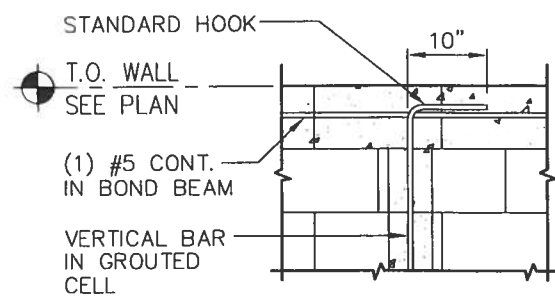 STANDARD HOOK
10"
T.O. WALL
SEE PLAN
(1) #5 CONT.
IN BOND BEAM
VERTICAL BAR
IN GROUTED
CELL